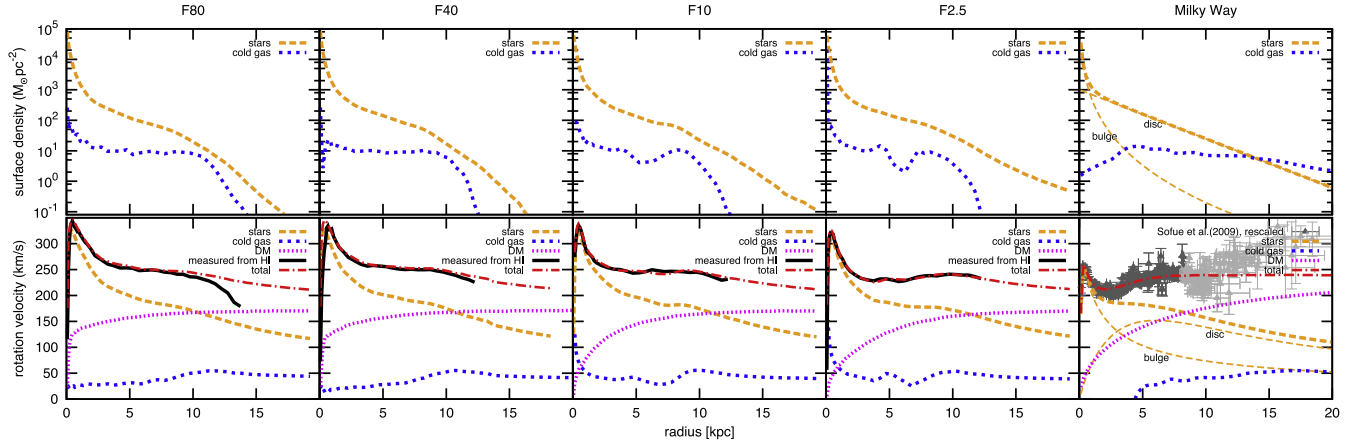 F80 F40 F10 F2.5 Milky Way
surface density (M⊙pc⁻²)
10⁵
10⁴
10³
10²
10¹
10⁰
10⁻¹
stars
cold gas
stars
cold gas
stars
cold gas
stars
cold gas
stars
cold gas
disc
bulge
rotation velocity (km/s)
300
250
200
150
100
50
0
stars
cold gas
DM
measured from HI
total
stars
cold gas
DM
measured from HI
total
stars
cold gas
DM
measured from HI
total
stars
cold gas
DM
measured from HI
total
Sofue et al.(2009), rescaled
stars
cold gas
DM
total
disc
bulge
0 5 10 15 0 5 10 15 0 5 10 15 0 5 10 15 0 5 10 15 20
radius [kpc]